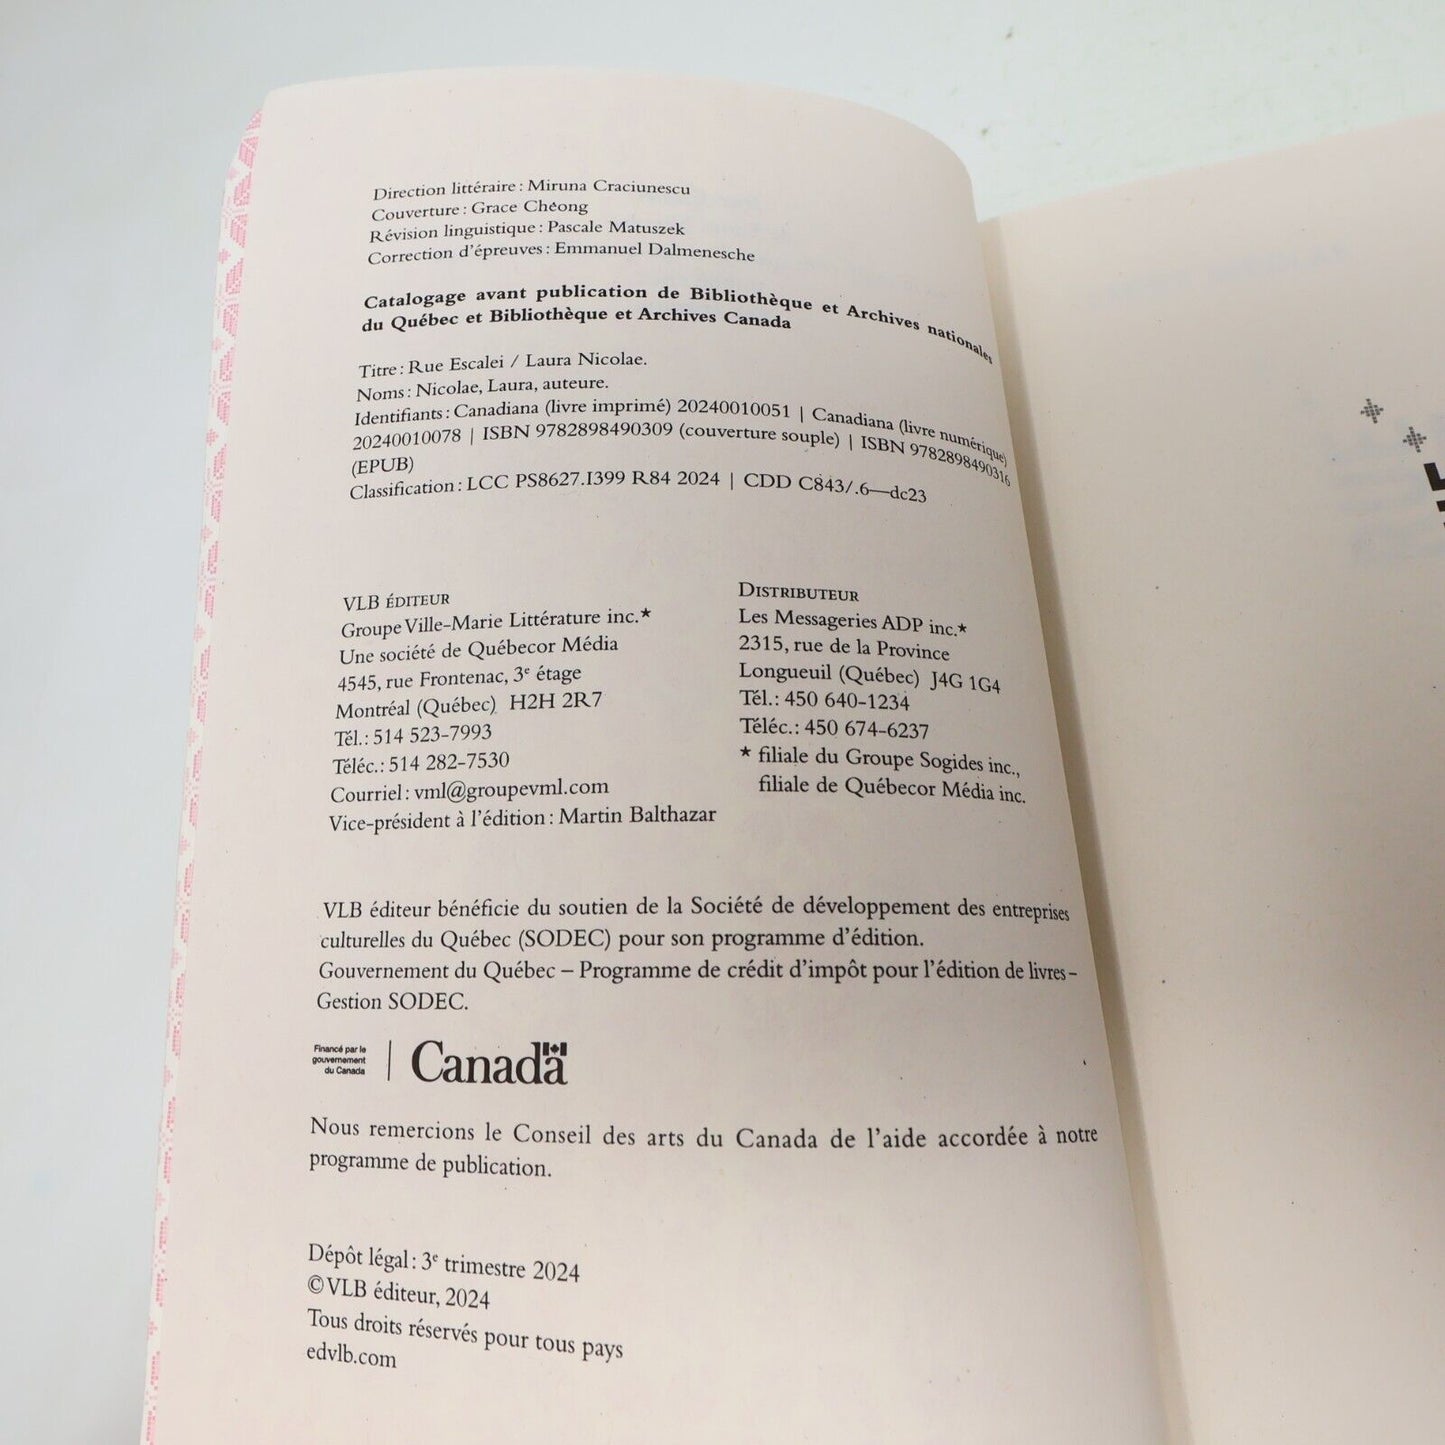 Direction littéraire : Miruna Craciunescu
Couverture : Grace Cheong
Révision linguistique : Pascale Matuszek
Correction d'épreuves : Emmanuel Dalmenesche
Catalogage avant publication de Bibliothèque et Archives nationales
du Québec et Bibliothèque et Archives Canada
Titre : Rue Escalei / Laura Nicolae.
Noms : Nicolae, Laura, auteure.
Identifiants : Canadiana (livre imprimé) 20240010051 | Canadiana (livre numérique)
20240010078 | ISBN 9782898490309 (couverture souple) | ISBN 9782898490316
(EPUB)
Classification : LCC PS8627.I399 R84 2024 | CDD C843/.6—dc23
VLB ÉDITEUR
Groupe Ville-Marie Littérature inc.★
Une société de Québecor Média
4545, rue Frontenac, 3e étage
Montréal (Québec) H2H 2R7
Tél. : 514 523-7993
Téléc. : 514 282-7530
Courriel : vml@groupevml.com
Vice-président à l'édition : Martin Balthazar
DISTRIBUTEUR
Les Messageries ADP inc.★
2315, rue de la Province
Longueuil (Québec) J4G 1G4
Tél. : 450 640-1234
Téléc. : 450 674-6237
★ filiale du Groupe Sogides inc.,
filiale de Québecor Média inc.
VLB éditeur bénéficie du soutien de la Société de développement des entreprises
culturelles du Québec (SODEC) pour son programme d'édition.
Gouvernement du Québec – Programme de crédit d'impôt pour l'édition de livres –
Gestion SODEC.
Financé par le
gouvernement
du Canada
Canada
Nous remercions le Conseil des arts du Canada de l'aide accordée à notre
programme de publication.
Dépôt légal : 3e trimestre 2024
© VLB éditeur, 2024
Tous droits réservés pour tous pays
edvlb.com